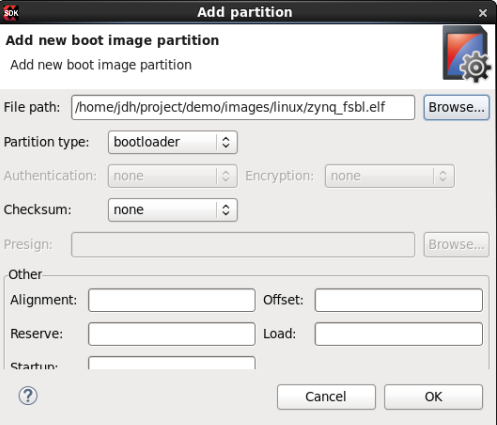 SDK Add partition ×
Add new boot image partition
Add new boot image partition
File path: /home/jdh/project/demo/images/linux/zynq_fsbl.elf Browse...
Partition type: bootloader
Authentication: none Encryption: none
Checksum: none
Presign: Browse...
Other
Alignment: Offset:
Reserve: Load:
Startup:
? Cancel OK